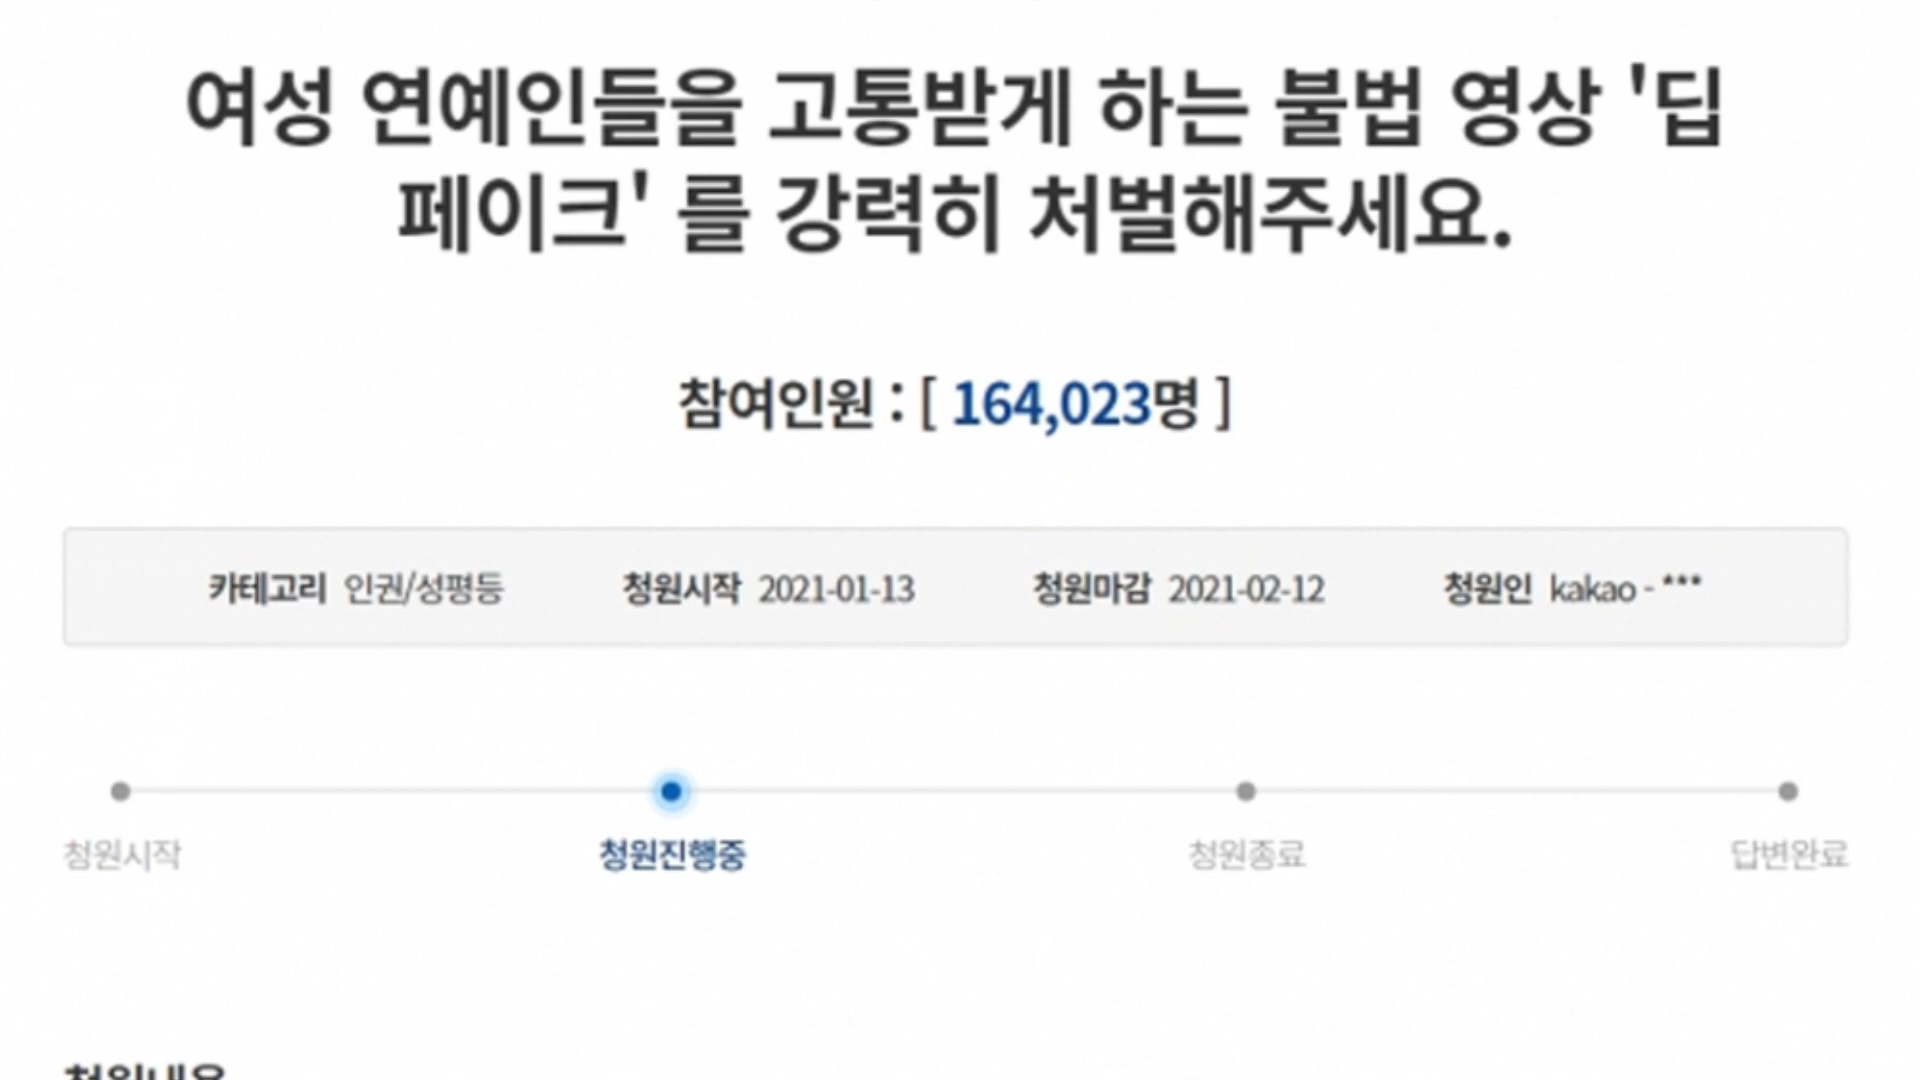 여성 연예인들을 고통받게 하는 불법 영상 '딥
페이크' 를 강력히 처벌해주세요.
참여인원 : [ 164,023명 ]
카테고리 인권/성평등 청원시작 2021-01-13 청원마감 2021-02-12 청원인 kakao - ***
청원시작 청원진행중 청원종료 답변완료
청원내용